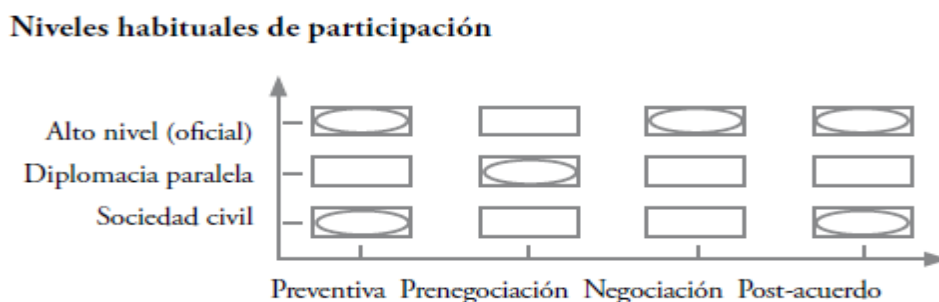 Niveles habituales de participación
Alto nivel (oficial)
Diplomacia paralela
Sociedad civil
Preventiva Prenegociación Negociación Post-acuerdo